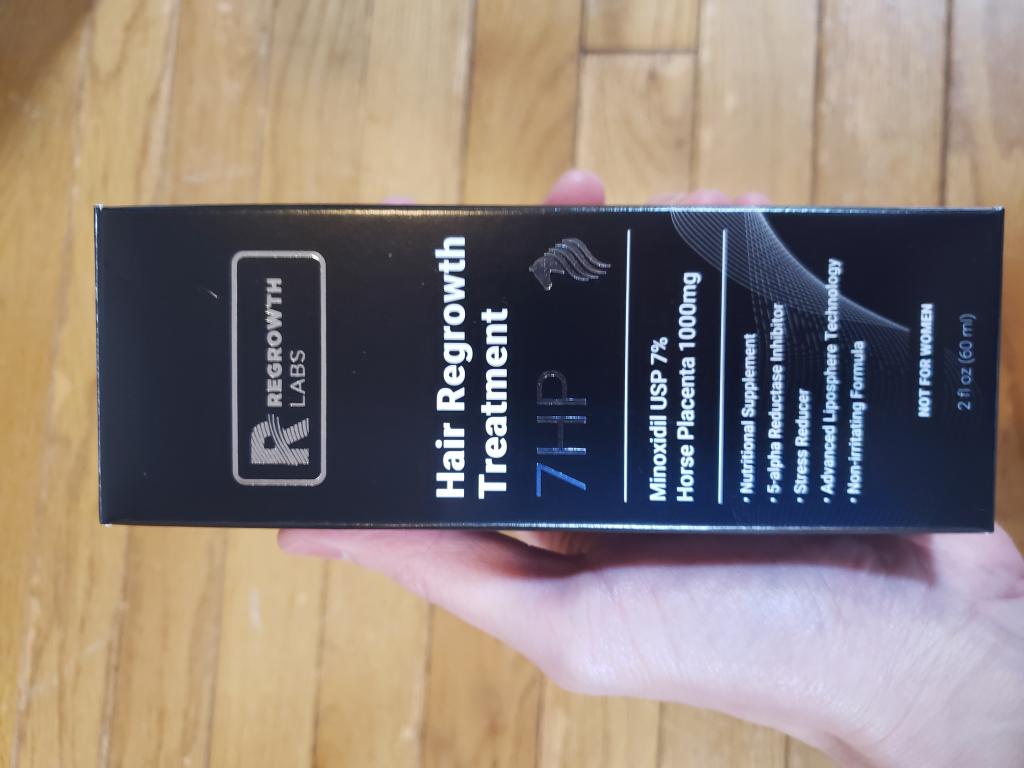 R REGROWTH
LABS
Hair Regrowth
Treatment
7HP
Minoxidil USP 7%
Horse Placenta 1000mg
• Nutritional Supplement
• 5-alpha Reductase Inhibitor
• Stress Reducer
• Advanced Liposphere Technology
• Non-irritating Formula
NOT FOR WOMEN
2 fl oz (60 ml)